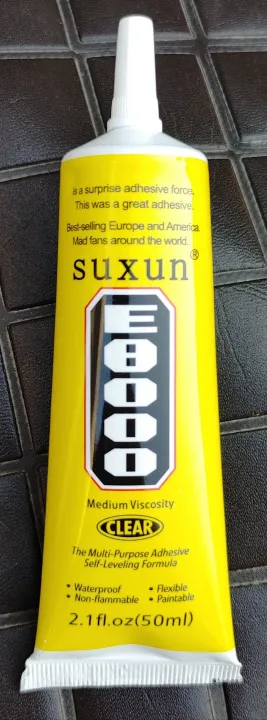 is a surprise adhesive force.
This was a great adhesive.
Best-selling Europe and America.
Mad fans around the world.
suxun®
E8000
Medium Viscosity
CLEAR
The Multi-Purpose Adhesive
Self-Leveling Formula
• Waterproof • Flexible
• Non-flammable • Paintable
2.1fl.oz(50ml)